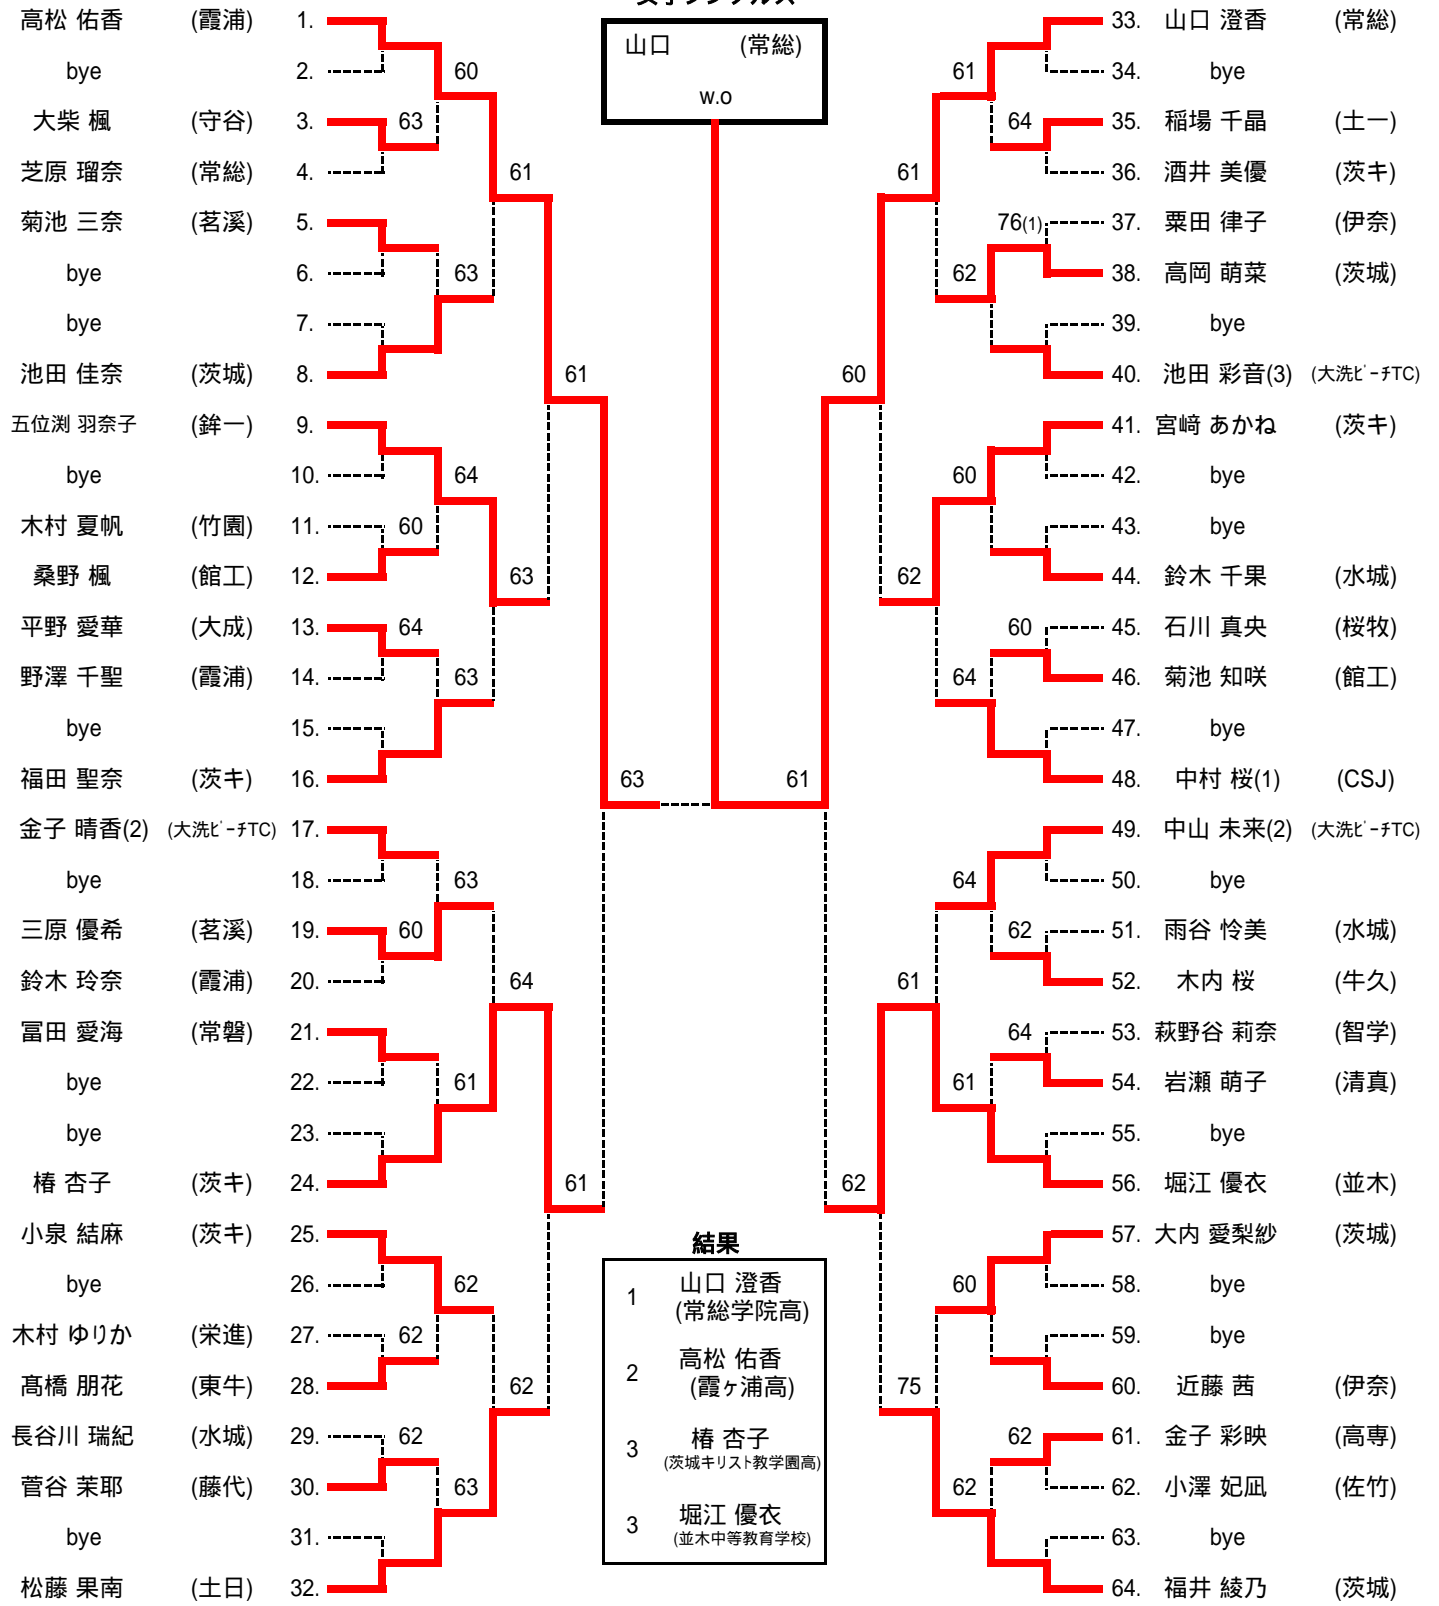 山口 (常総)
w.o
高松 佑香 (霞浦) 1.
bye 2.
大柴 楓 (守谷) 3.
芝原 瑠奈 (常総) 4.
菊池 三奈 (茗溪) 5.
bye 6.
bye 7.
池田 佳奈 (茨城) 8.
五位渕 羽奈子 (鉾一) 9.
bye 10.
木村 夏帆 (竹園) 11.
桑野 楓 (館工) 12.
平野 愛華 (大成) 13.
野澤 千聖 (霞浦) 14.
bye 15.
福田 聖奈 (茨キ) 16.
金子 晴香(2) (大洗ビーチTC) 17.
bye 18.
三原 優希 (茗溪) 19.
鈴木 玲奈 (霞浦) 20.
冨田 愛海 (常磐) 21.
bye 22.
bye 23.
椿 杏子 (茨キ) 24.
小泉 結麻 (茨キ) 25.
bye 26.
木村 ゆりか (栄進) 27.
髙橋 朋花 (東牛) 28.
長谷川 瑞紀 (水城) 29.
菅谷 茉耶 (藤代) 30.
bye 31.
松藤 果南 (土日) 32.
63
60
64
60
62
62
60
63
64
63
63
61
62
63
61
63
64
62
61
61
63
33. 山口 澄香 (常総)
34. bye
35. 稲場 千晶 (土一)
36. 酒井 美優 (茨キ)
37. 粟田 律子 (伊奈)
38. 高岡 萌菜 (茨城)
39. bye
40. 池田 彩音(3) (大洗ビーチTC)
41. 宮﨑 あかね (茨キ)
42. bye
43. bye
44. 鈴木 千果 (水城)
45. 石川 真央 (桜牧)
46. 菊池 知咲 (館工)
47. bye
48. 中村 桜(1) (CSJ)
49. 中山 未来(2) (大洗ビーチTC)
50. bye
51. 雨谷 怜美 (水城)
52. 木内 桜 (牛久)
53. 萩野谷 莉奈 (智学)
54. 岩瀬 萌子 (清真)
55. bye
56. 堀江 優衣 (並木)
57. 大内 愛梨紗 (茨城)
58. bye
59. bye
60. 近藤 茜 (伊奈)
61. 金子 彩映 (高専)
62. 小澤 妃凪 (佐竹)
63. bye
64. 福井 綾乃 (茨城)
64
76(1)
60
62
64
62
61
62
60
64
64
61
60
62
61
62
61
75
60
62
61
結果
1 山口 澄香
(常総学院高)
2 高松 佑香
(霞ヶ浦高)
3 椿 杏子
(茨城キリスト教学園高)
3 堀江 優衣
(並木中等教育学校)